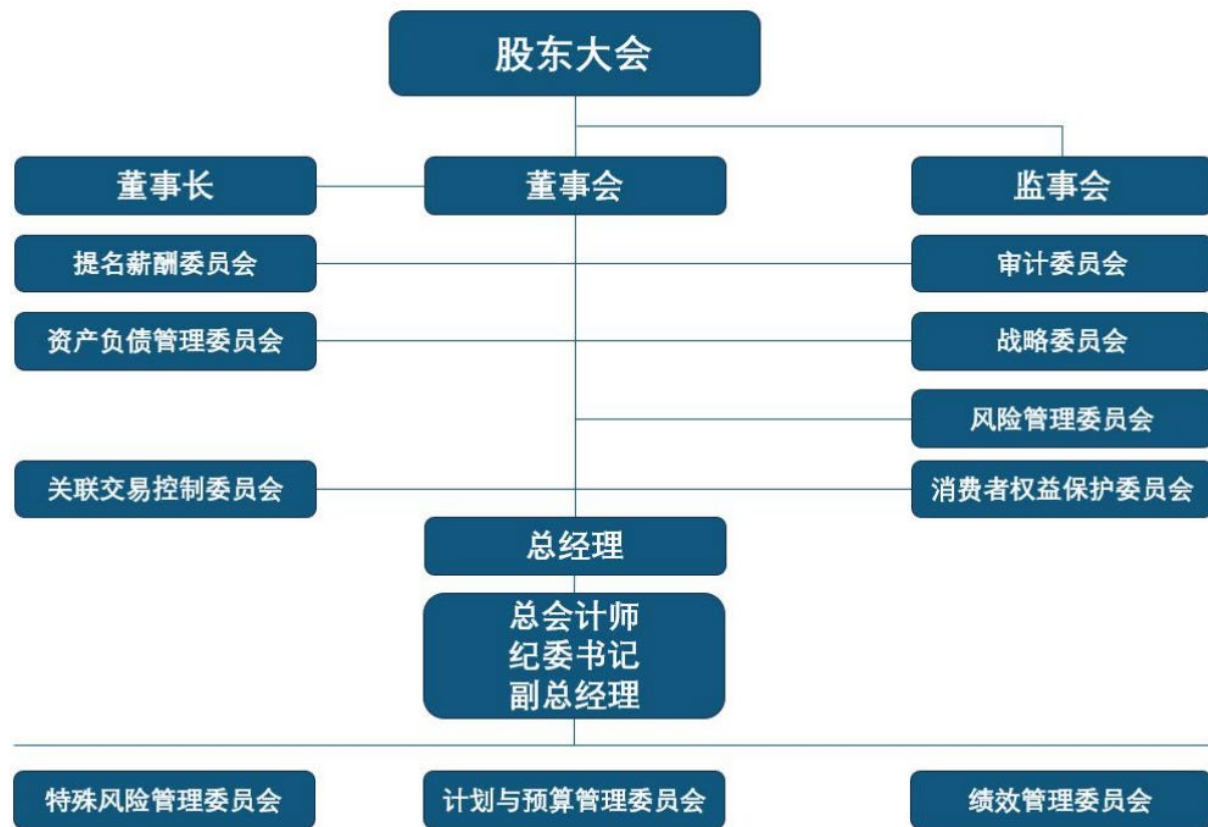 股东大会
董事长
董事会
监事会
提名薪酬委员会
审计委员会
资产负债管理委员会
战略委员会
风险管理委员会
关联交易控制委员会
消费者权益保护委员会
总经理
总会计师
纪委书记
副总经理
特殊风险管理委员会
计划与预算管理委员会
绩效管理委员会